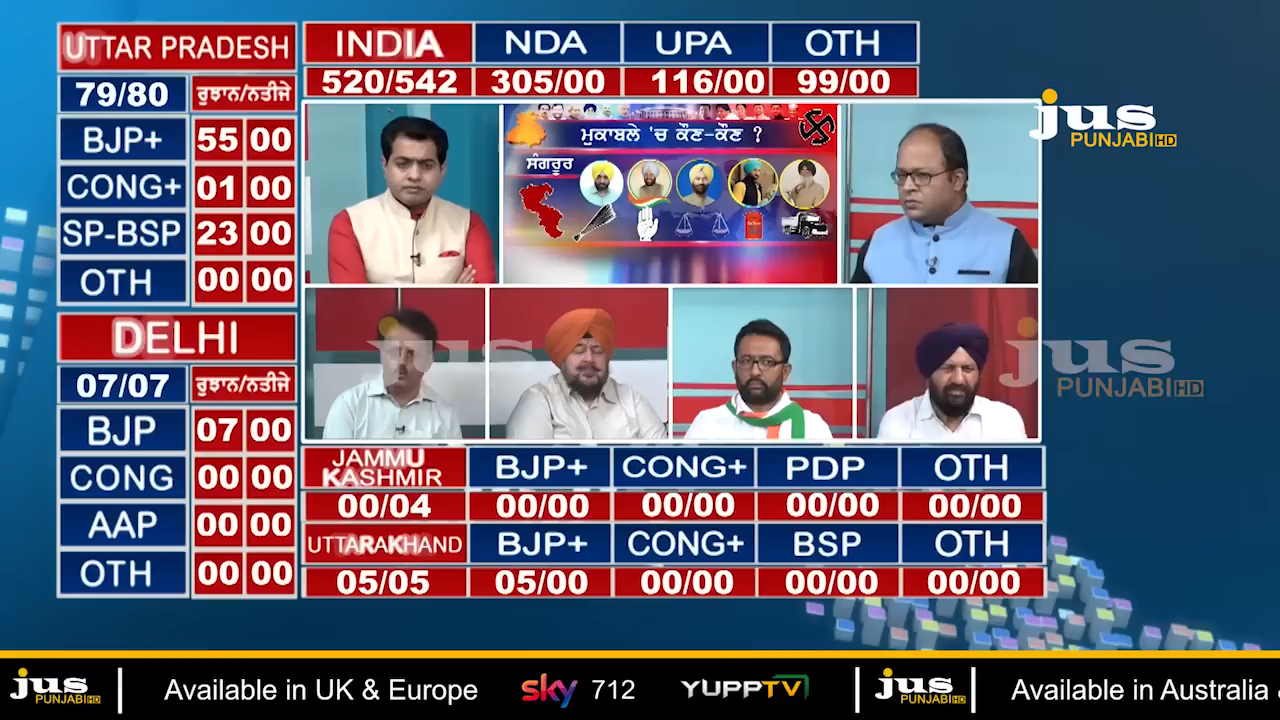 UTTAR PRADESH
79/80 ਰੁਝਾਨ/ਨਤੀਜੇ
BJP+ 55 00
CONG+ 01 00
SP-BSP 23 00
OTH 00 00
DELHI
07/07 ਰੁਝਾਨ/ਨਤੀਜੇ
BJP 07 00
CONG 00 00
AAP 00 00
OTH 00 00
INDIA NDA UPA OTH
520/542 305/00 116/00 99/00
ਮੁਕਾਬਲੇ 'ਚ ਕੌਣ-ਕੌਣ ?
ਸੰਗਰੂਰ
jus
PUNJABI HD
jus
jus
PUNJABI HD
JAMMU KASHMIR BJP+ CONG+ PDP OTH
00/04 00/00 00/00 00/00 00/00
UTTARAKHAND BJP+ CONG+ BSP OTH
05/05 05/00 00/00 00/00 00/00
jus PUNJABI HD Available in UK & Europe sky 712 YUPPTV jus PUNJABI HD Available in Australia &